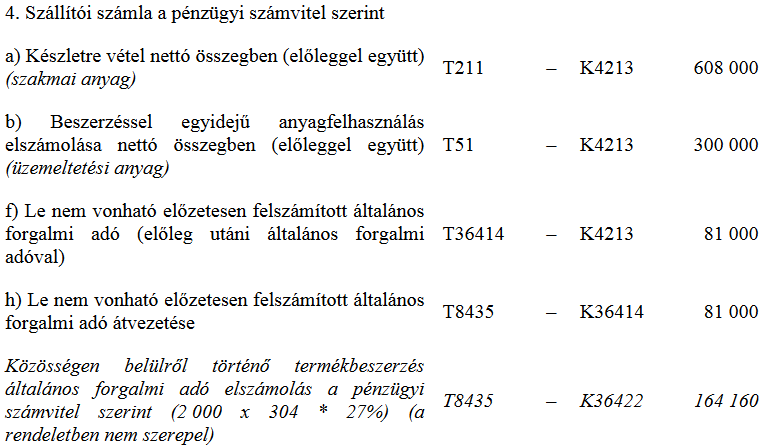 4. Szállítói számla a pénzügyi számvitel szerint
a) Készletre vétel nettó összegben (előleggel együtt)
(szakmai anyag)
T211 – K4213 608 000
b) Beszerzéssel egyidejű anyagfelhasználás
elszámolása nettó összegben (előleggel együtt)
(üzemeltetési anyag)
T51 – K4213 300 000
f) Le nem vonható előzetesen felszámított általános
forgalmi adó (előleg utáni általános forgalmi
adóval)
T36414 – K4213 81 000
h) Le nem vonható előzetesen felszámított általános
forgalmi adó átvezetése
T8435 – K36414 81 000
Közösségen belülről történő termékbeszerzés
általános forgalmi adó elszámolás a pénzügyi
számvitel szerint (2 000 x 304 * 27%) (a
rendeletben nem szerepel)
T8435 – K36422 164 160